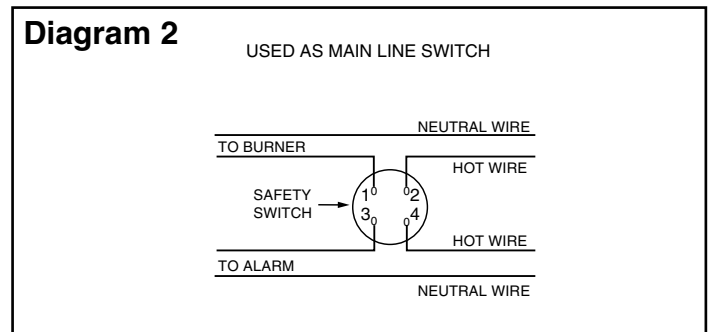 Diagram 2
USED AS MAIN LINE SWITCH
NEUTRAL WIRE
TO BURNER
HOT WIRE
SAFETY
SWITCH
1 2
3 4
HOT WIRE
TO ALARM
NEUTRAL WIRE